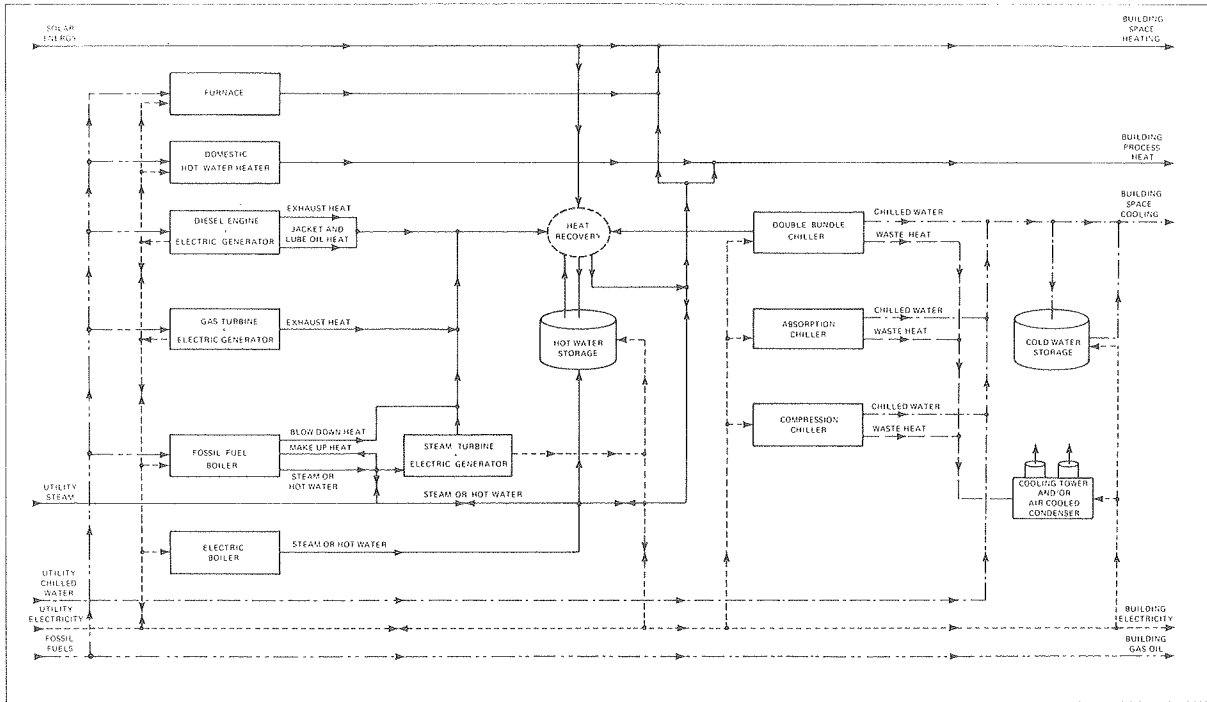 SOLAR
ENERGY
BUILDING
SPACE
HEATING
FURNACE
DOMESTIC
HOT WATER HEATER
BUILDING
PROCESS
HEAT
DIESEL ENGINE
+
ELECTRIC GENERATOR
EXHAUST HEAT
JACKET AND
LUBE OIL HEAT
HEAT
RECOVERY
DOUBLE BUNDLE
CHILLER
CHILLED WATER
WASTE HEAT
BUILDING
SPACE
COOLING
GAS TURBINE
+
ELECTRIC GENERATOR
EXHAUST HEAT
HOT WATER
STORAGE
ABSORPTION
CHILLER
CHILLED WATER
WASTE HEAT
COLD WATER
STORAGE
COMPRESSION
CHILLER
CHILLED WATER
WASTE HEAT
FOSSIL FUEL
BOILER
BLOW DOWN HEAT
MAKE UP HEAT
STEAM OR
HOT WATER
STEAM TURBINE
+
ELECTRIC GENERATOR
COOLING TOWER
AND/OR
AIR COOLED
CONDENSER
UTILITY
STEAM
STEAM OR HOT WATER
ELECTRIC
BOILER
STEAM OR HOT WATER
UTILITY
CHILLED
WATER
UTILITY
ELECTRICITY
BUILDING
ELECTRICITY
FOSSIL
FUELS
BUILDING
GAS OIL